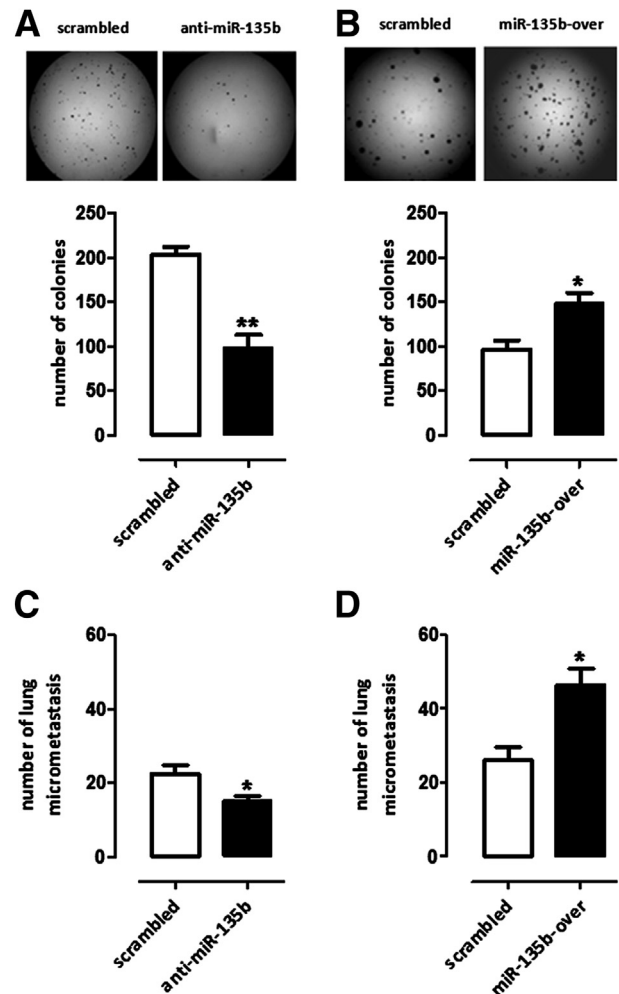 A
scrambled
anti-miR-135b
number of colonies
250
200
150
100
50
0
**
scrambled
anti-miR-135b
B
scrambled
miR-135b-over
number of colonies
250
200
150
100
50
0
*
scrambled
miR-135b-over
C
number of lung
micrometastasis
60
40
20
0
*
scrambled
anti-miR-135b
D
number of lung
micrometastasis
60
40
20
0
*
scrambled
miR-135b-over